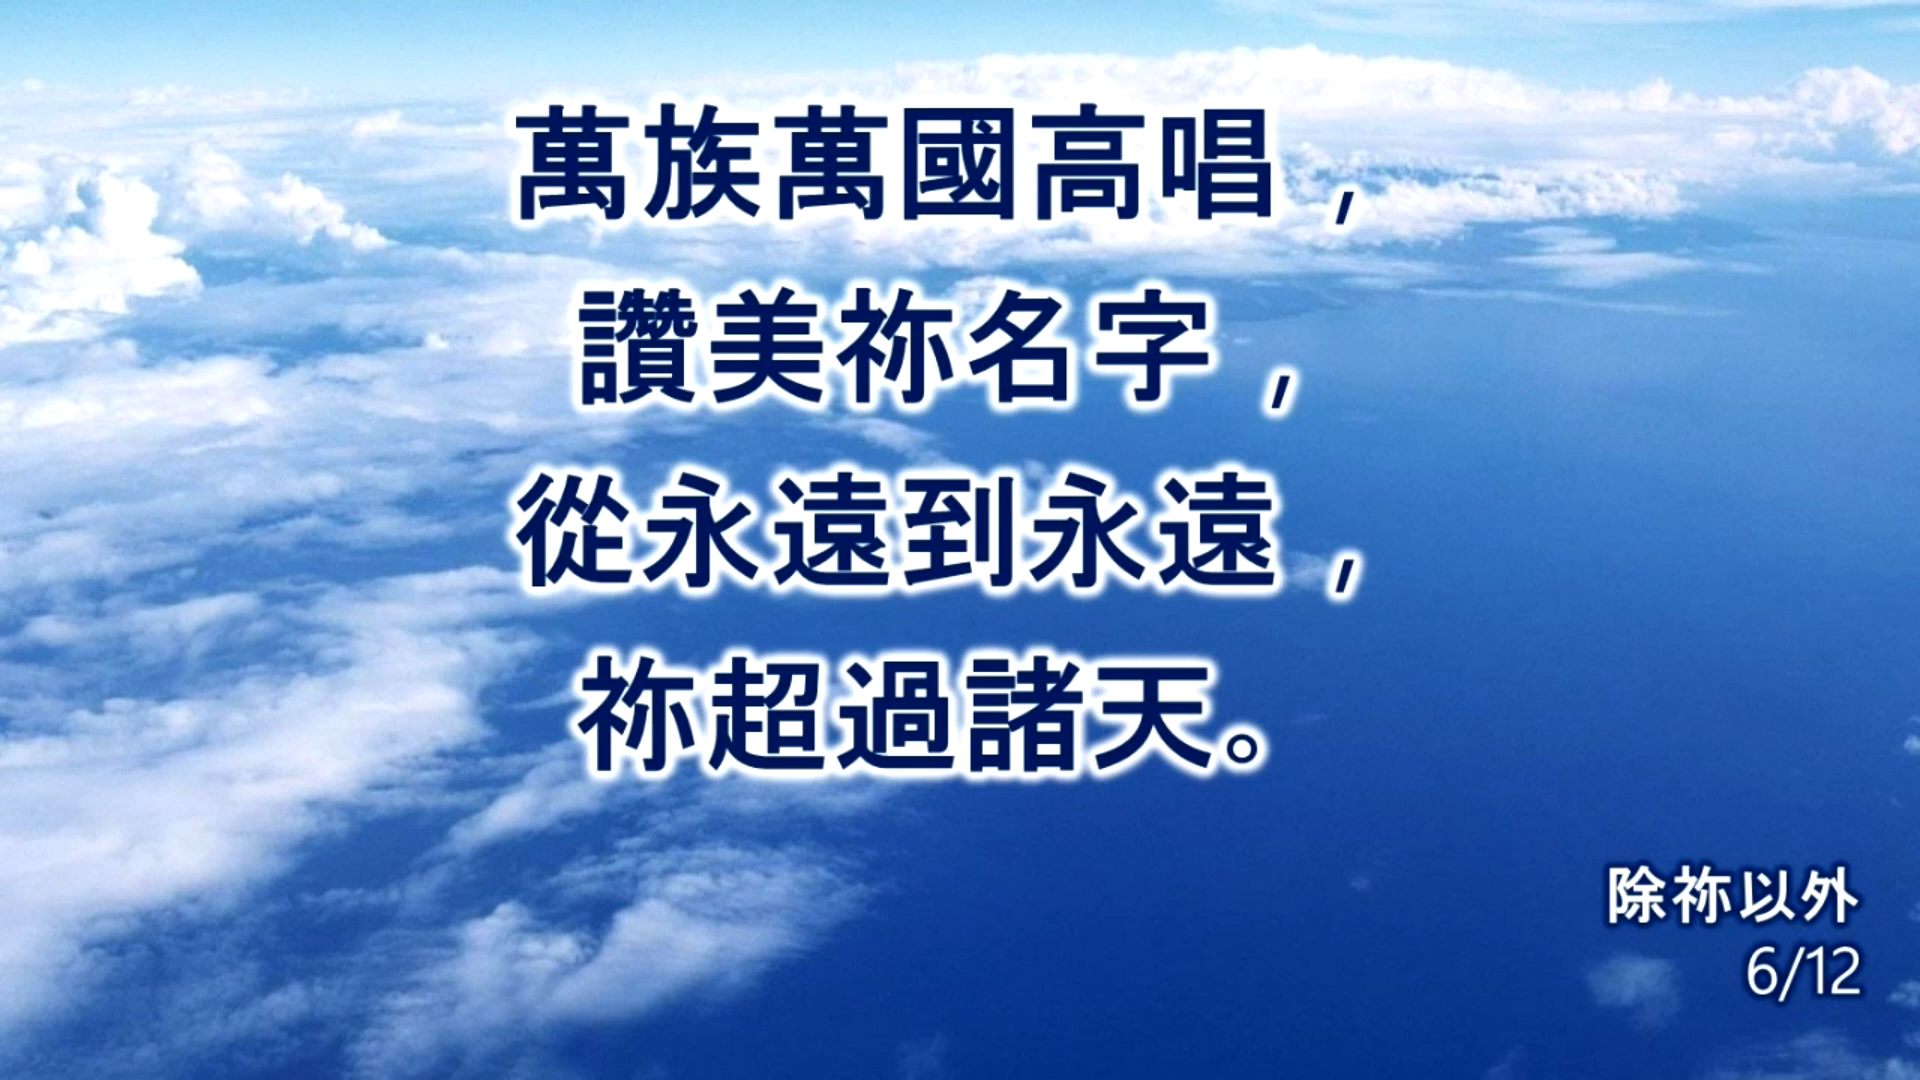 萬族萬國高唱，
讚美祢名字，
從永遠到永遠，
祢超過諸天。
除祢以外
6/12